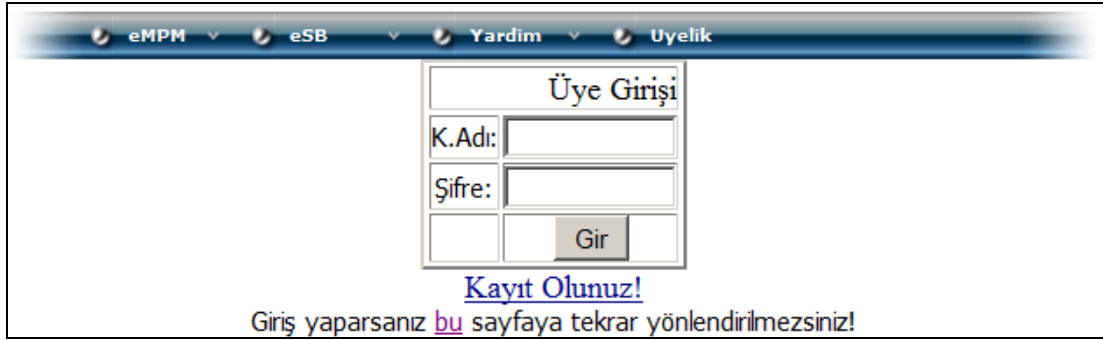 eMPM eSB Yardim Uyelik
Üye Girişi
K.Adı:
Şifre:
Gir
Kayıt Olunuz!
Giriş yaparsanız bu sayfaya tekrar yönlendirilmezsiniz!